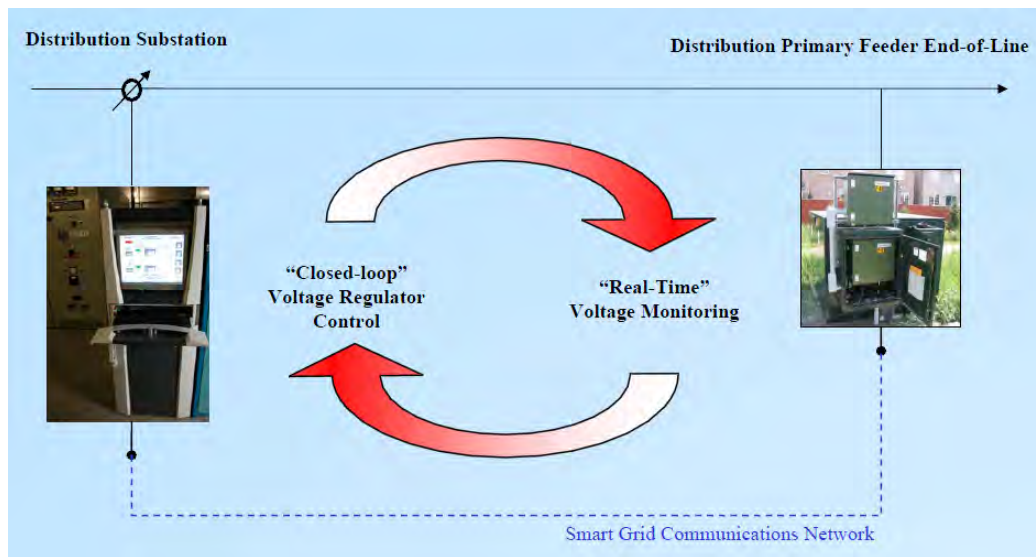 Distribution Substation
Distribution Primary Feeder End-of-Line
“Closed-loop”
Voltage Regulator
Control
“Real-Time”
Voltage Monitoring
Smart Grid Communications Network